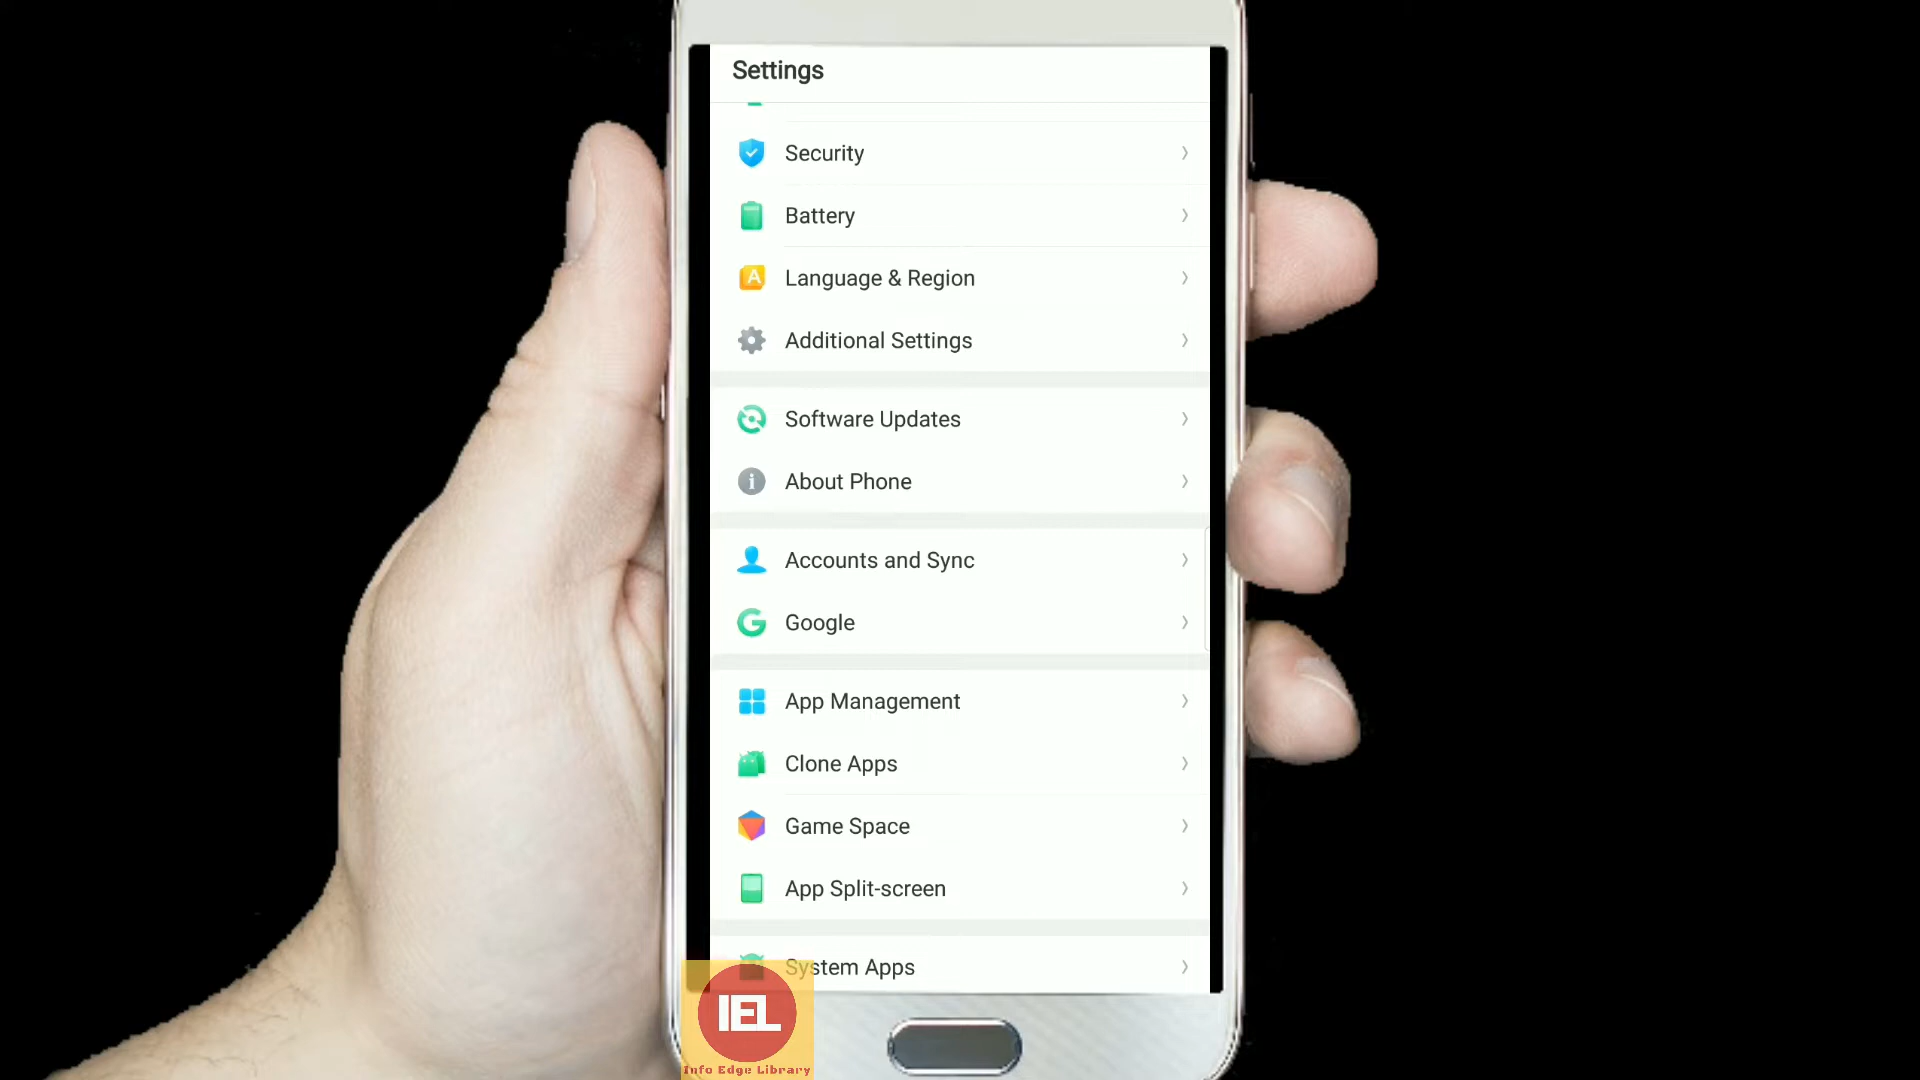 Settings
Security
Battery
A
Language & Region
Additional Settings
Software Updates
i
About Phone
Accounts and Sync
G
Google
App Management
Clone Apps
Game Space
App Split-screen
System Apps
IEL
Info Edge Library